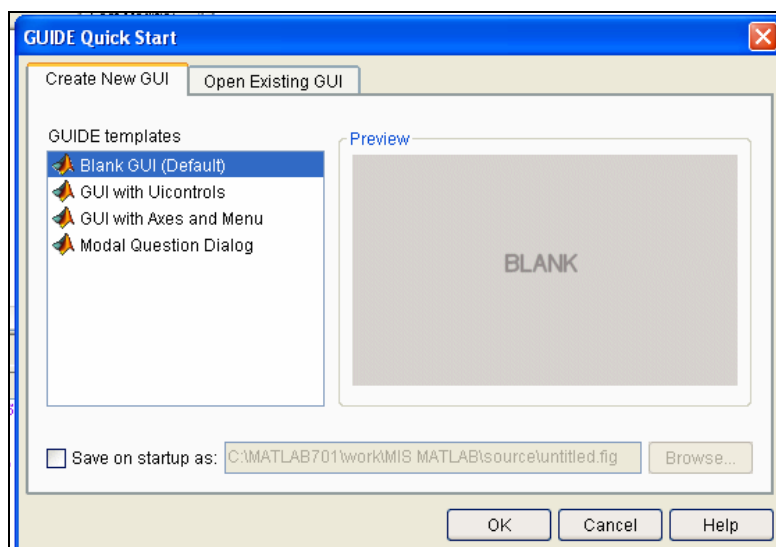 GUIDE Quick Start
Create New GUI
Open Existing GUI
GUIDE templates
Blank GUI (Default)
GUI with Uicontrols
GUI with Axes and Menu
Modal Question Dialog
Preview
BLANK
Save on startup as:
C:\MATLAB701\work\MIS MATLAB\source\untitled.fig
Browse...
OK
Cancel
Help